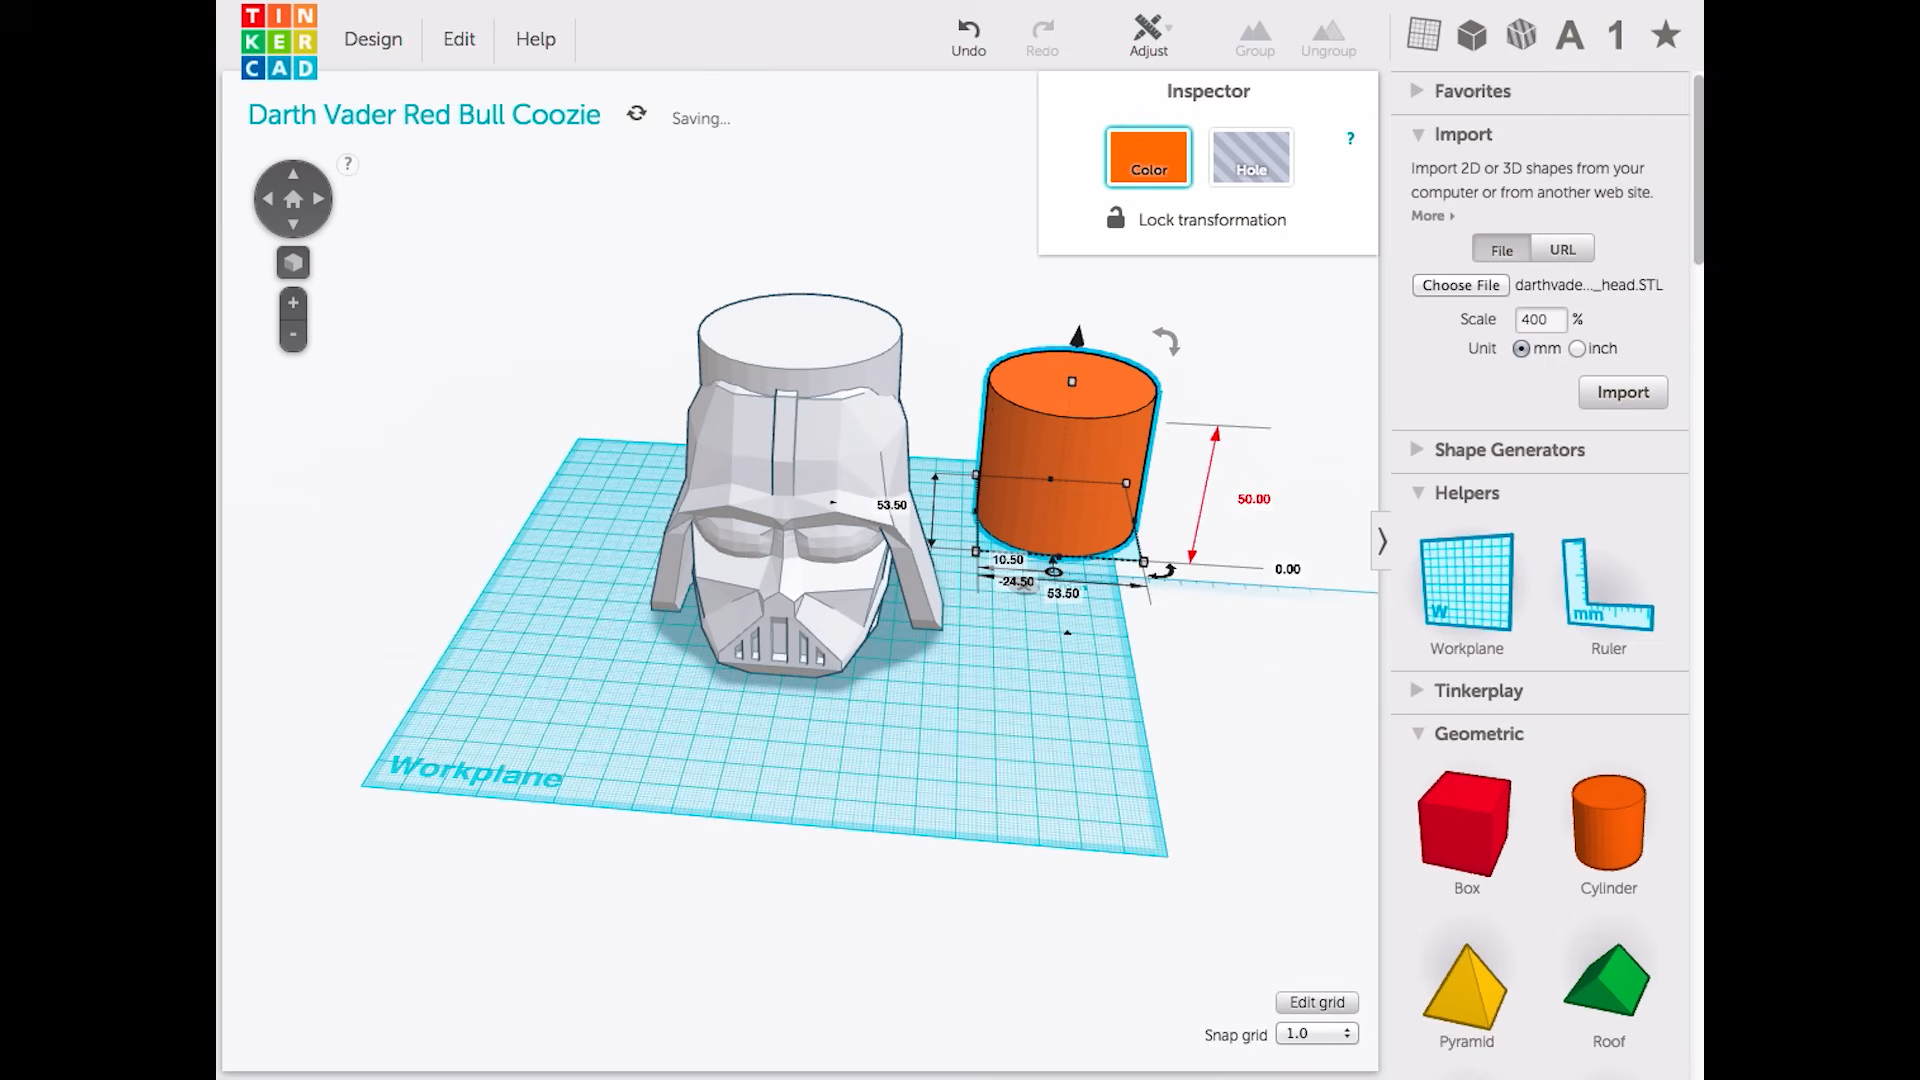 TIN
KER
CAD
Design
Edit
Help
Undo
Redo
Adjust
Group
Ungroup
A
1
Darth Vader Red Bull Coozie
Saving...
?
Inspector
Color
Hole
?
Lock transformation
Favorites
Import
Import 2D or 3D shapes from your
computer or from another web site.
More
File
URL
Choose File
darthvade..._head.STL
Scale
400
%
Unit
mm
inch
Import
Shape Generators
Helpers
W
Workplane
mm
Ruler
Tinkerplay
Geometric
Box
Cylinder
Pyramid
Roof
53.50
50.00
10.50
-24.50
53.50
0.00
Workplane
Edit grid
Snap grid
1.0